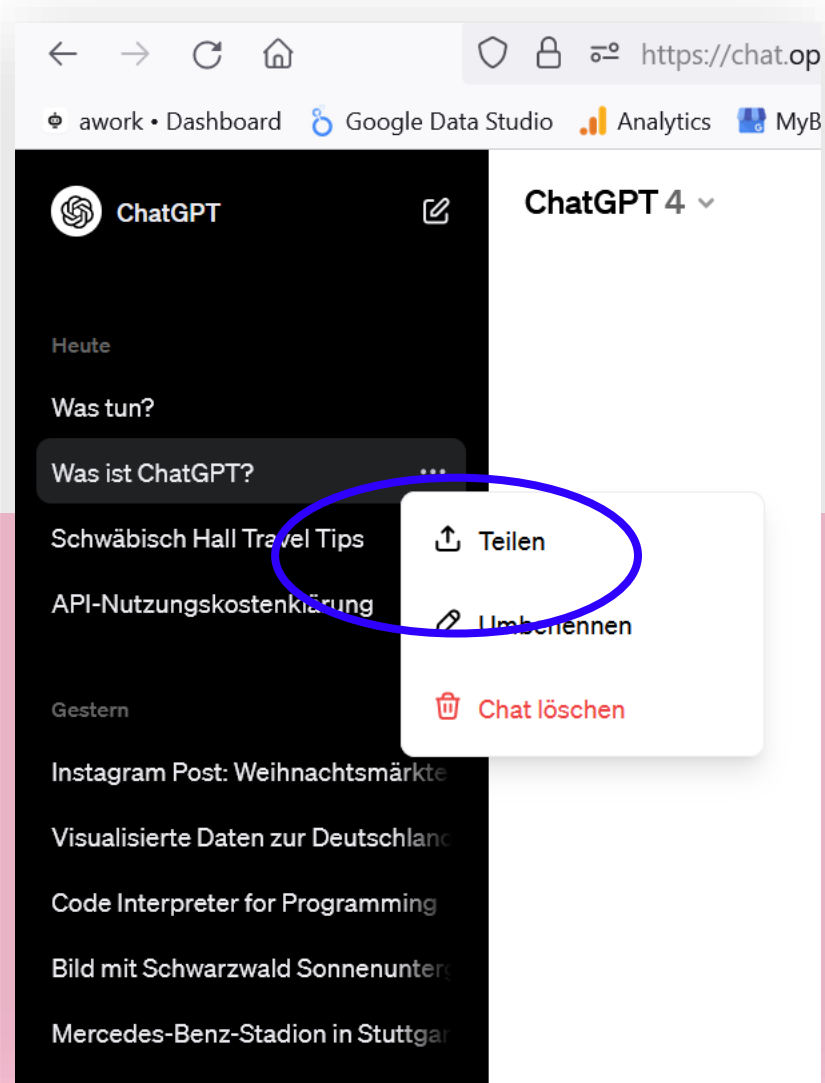 https://chat.op
awork • Dashboard Google Data Studio Analytics MyB
ChatGPT
ChatGPT 4
Heute
Was tun?
Was ist ChatGPT? ...
Schwäbisch Hall Travel Tips
Teilen
API-Nutzungskostenklärung
Umbenennen
Gestern
Chat löschen
Instagram Post: Weihnachtsmärkte
Visualisierte Daten zur Deutschland
Code Interpreter for Programming
Bild mit Schwarzwald Sonnenunterg
Mercedes-Benz-Stadion in Stuttgar